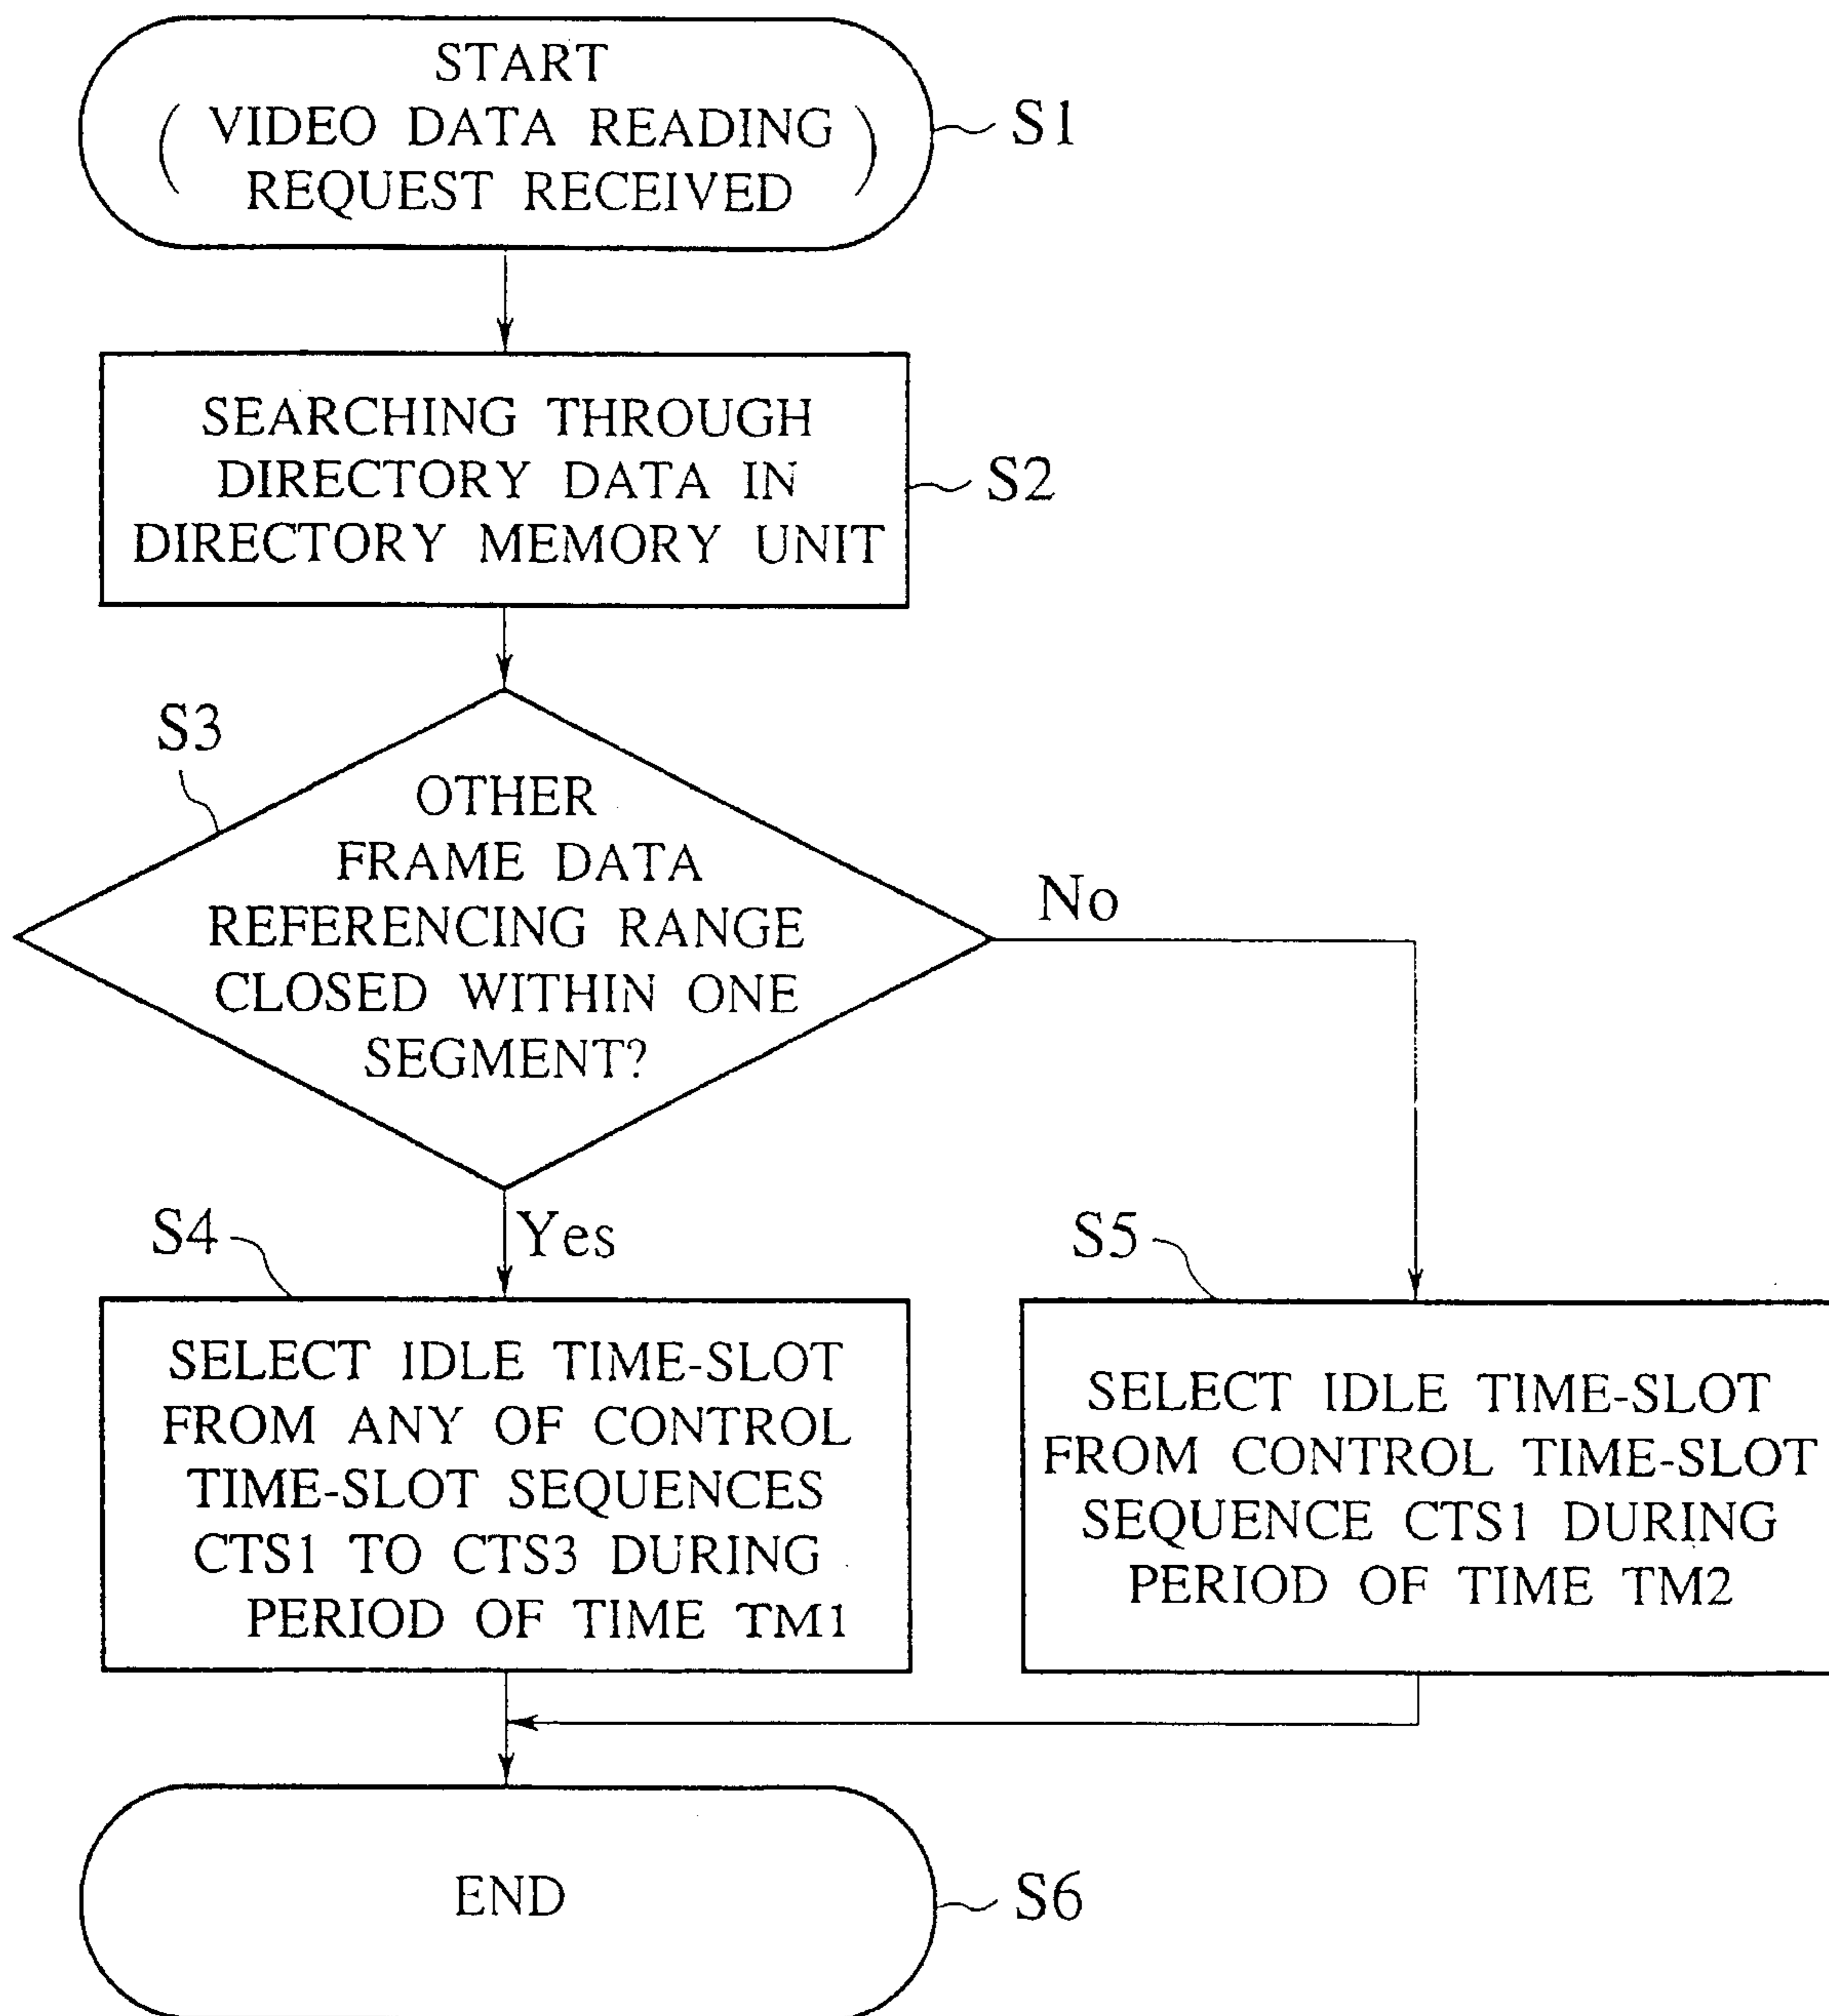 START
( VIDEO DATA READING
REQUEST RECEIVED )
S1
SEARCHING THROUGH
DIRECTORY DATA IN
DIRECTORY MEMORY UNIT
S2
S3
OTHER
FRAME DATA
REFERENCING RANGE
CLOSED WITHIN ONE
SEGMENT?
No
Yes
S4
SELECT IDLE TIME-SLOT
FROM ANY OF CONTROL
TIME-SLOT SEQUENCES
CTS1 TO CTS3 DURING
PERIOD OF TIME TM1
S5
SELECT IDLE TIME-SLOT
FROM CONTROL TIME-SLOT
SEQUENCE CTS1 DURING
PERIOD OF TIME TM2
END
S6